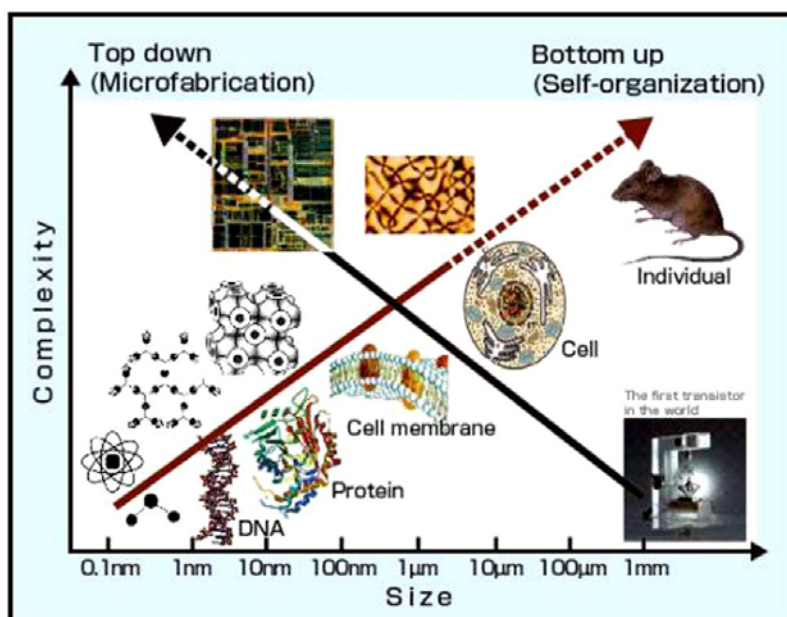 Top down
(Microfabrication)
Bottom up
(Self-organization)
Complexity
Individual
Cell
The first transistor
in the world
Cell membrane
Protein
DNA
0.1nm 1nm 10nm 100nm 1μm 10μm 100μm 1mm
Size